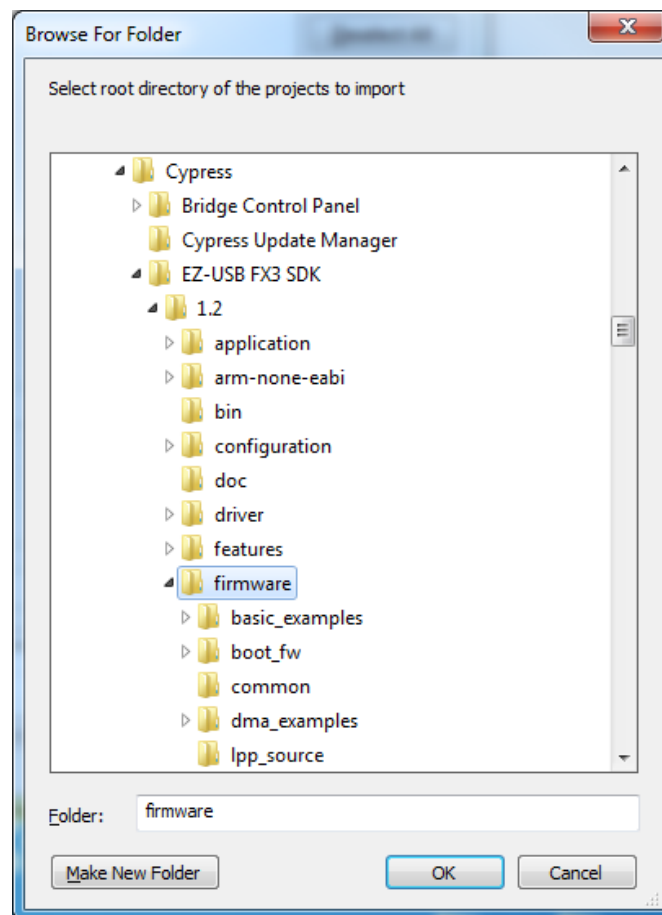 Browse For Folder
Select root directory of the projects to import
Cypress
Bridge Control Panel
Cypress Update Manager
EZ-USB FX3 SDK
1.2
application
arm-none-eabi
bin
configuration
doc
driver
features
firmware
basic_examples
boot_fw
common
dma_examples
lpp_source
Folder: firmware
Make New Folder OK Cancel